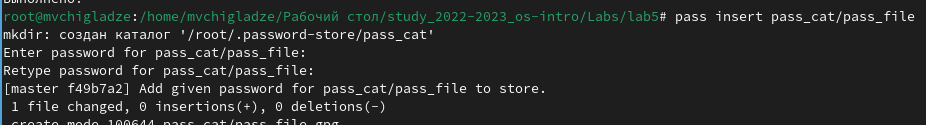 Выполнено.
root@mvchigladze:/home/mvchigladze/Рабочий стол/study_2022-2023_os-intro/Labs/lab5# pass insert pass_cat/pass_file
mkdir: создан каталог '/root/.password-store/pass_cat'
Enter password for pass_cat/pass_file:
Retype password for pass_cat/pass_file:
[master f49b7a2] Add given password for pass_cat/pass_file to store.
 1 file changed, 0 insertions(+), 0 deletions(-)
 create mode 100644 pass_cat/pass_file.gpg